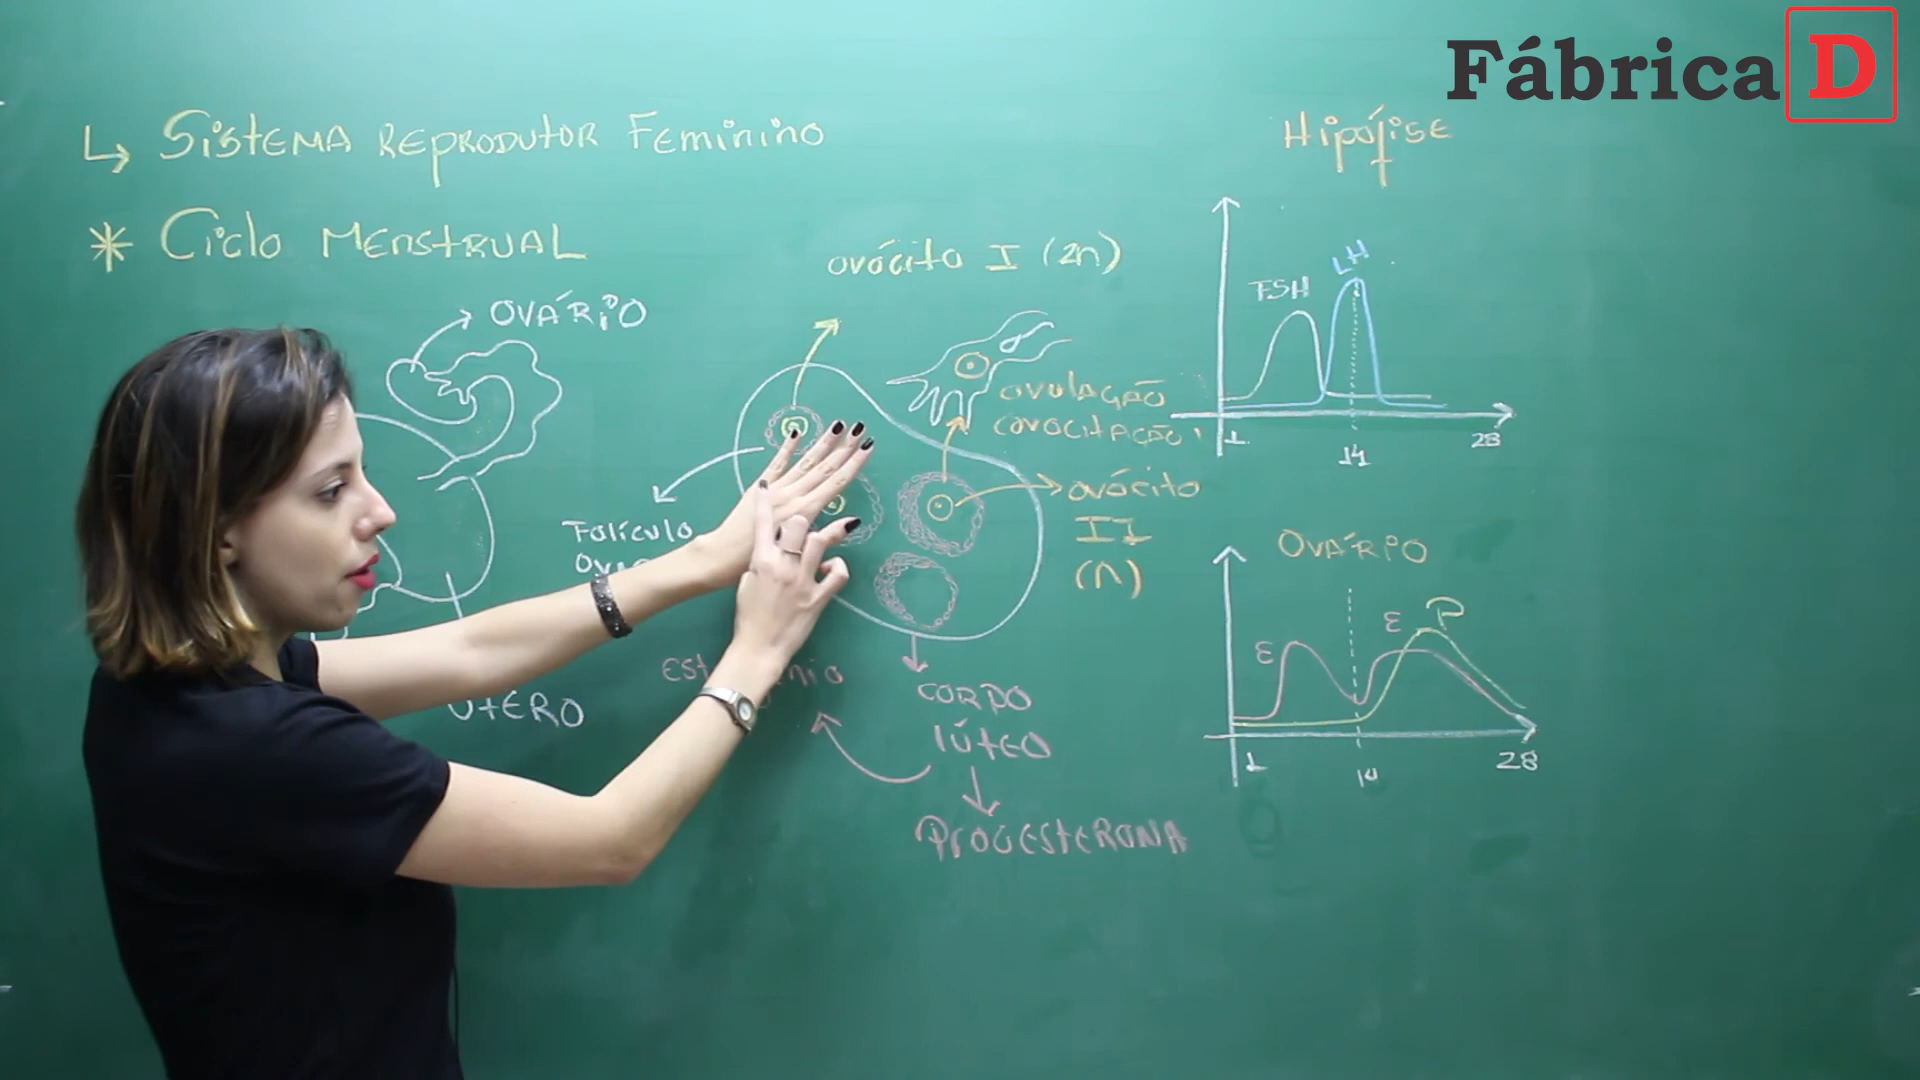 Fábrica D
↳ Sistema Reprodutor Feminino
* Ciclo Menstrual
ovário
útero
ovócito I (2n)
ovulação
ovócito
II
(n)
Folículo
corpo
lúteo
Progesterona
Hipófise
FSH
LH
1
14
28
Ovário
E
E
P
1
14
28